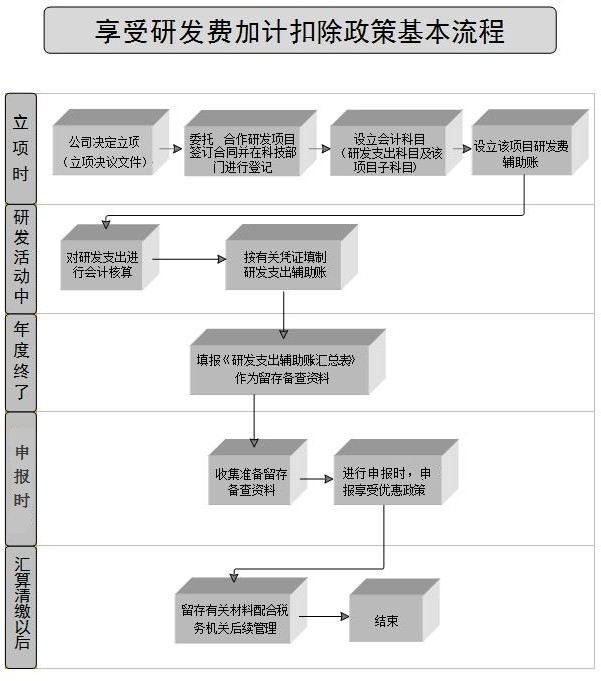 享受研发费加计扣除政策基本流程
立项时
公司决定立项
（立项决议文件）
委托 合作研发项目
签订合同并在科技部
门进行登记
设立会计科目
（研发支出科目及该
项目子科目）
设立该项目研发费
辅助账
研发活动中
对研发支出进
行会计核算
按有关凭证填制
研发支出辅助账
年度终了
填报《研发支出辅助账汇总表》
作为留存备查资料
申报时
收集准备留存
备查资料
进行申报时，申
报享受优惠政策
汇算清缴以后
留存有关材料配合税
务机关后续管理
结束